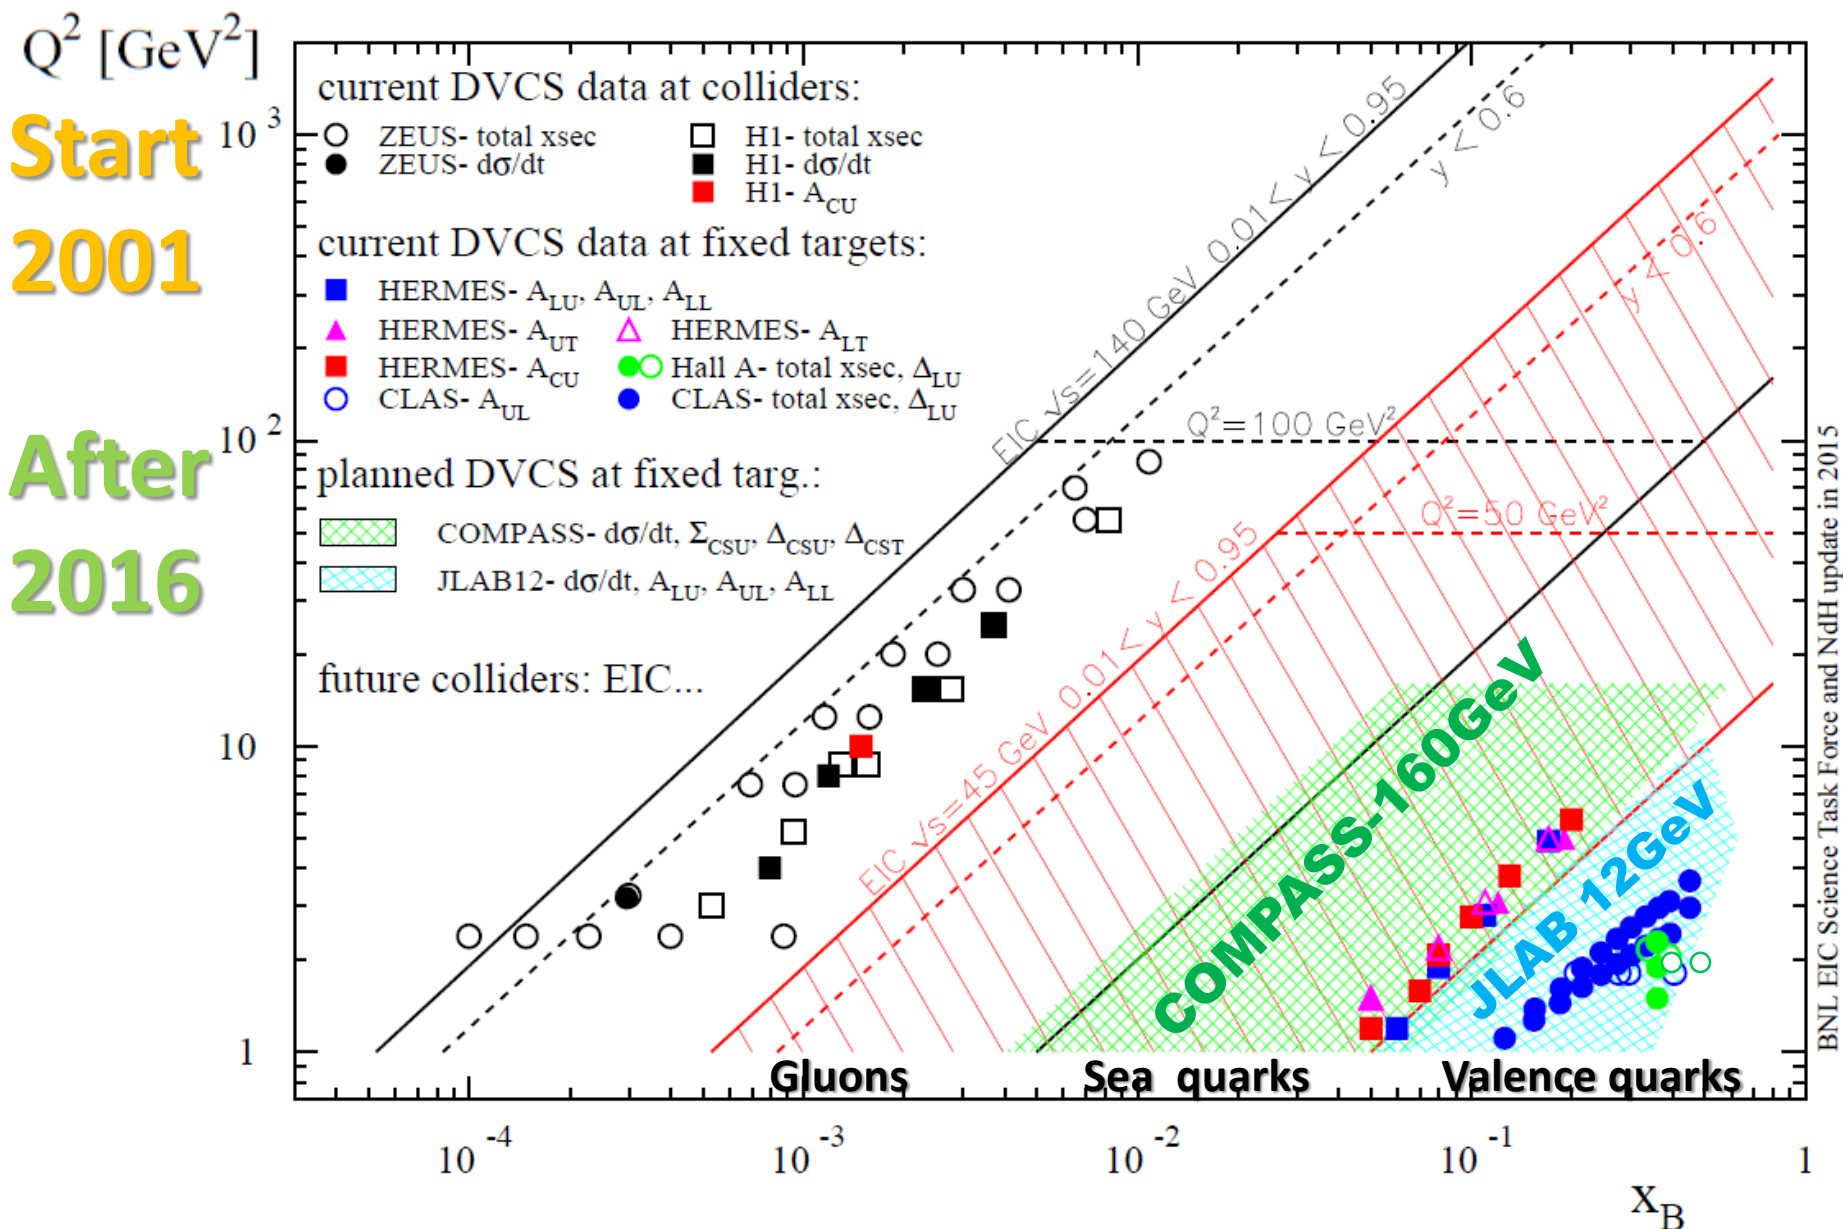 Q² [GeV²]
Start
2001
After
2016
10³
10²
10
1
current DVCS data at colliders:
ZEUS- total xsec
H1- total xsec
ZEUS- dσ/dt
H1- dσ/dt
H1- A_CU
current DVCS data at fixed targets:
HERMES- A_LU, A_UL, A_LL
HERMES- A_UT
HERMES- A_LT
HERMES- A_CU
Hall A- total xsec, Δ_LU
CLAS- A_UL
CLAS- total xsec, Δ_LU
planned DVCS at fixed targ.:
COMPASS- dσ/dt, Σ_CSU, Δ_CSU, Δ_CST
JLAB12- dσ/dt, A_LU, A_UL, A_LL
future colliders: EIC...
EIC √s=140 GeV 0.01< y < 0.95
y < 0.6
y < 0.6
Q²=100 GeV²
Q²=50 GeV²
EIC √s=45 GeV 0.01< y < 0.95
COMPASS-160GeV
JLAB 12GeV
Gluons
Sea quarks
Valence quarks
10⁻⁴
10⁻³
10⁻²
10⁻¹
1
x_B
BNL EIC Science Task Force and NdH update in 2015